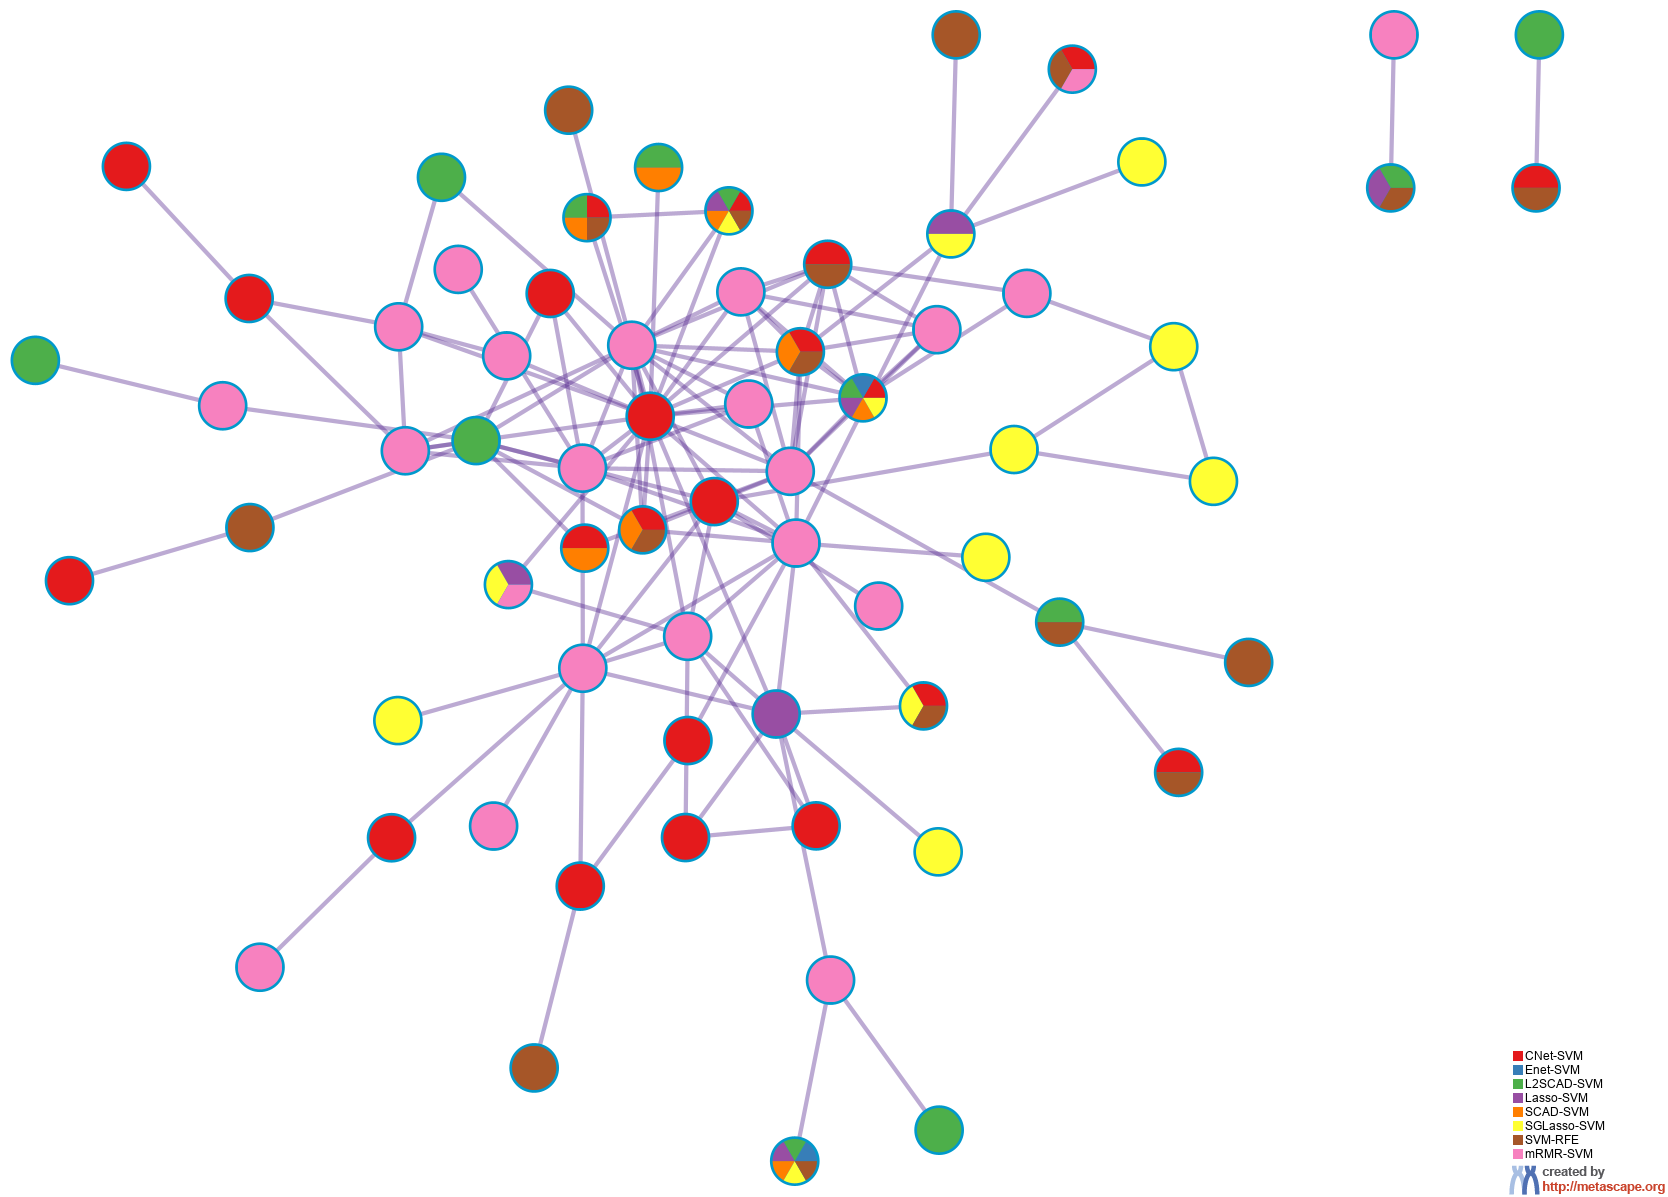 CNet-SVM
Enet-SVM
L2SCAD-SVM
Lasso-SVM
SCAD-SVM
SGLasso-SVM
SVM-RFE
mRMR-SVM
created by
http://metascape.org